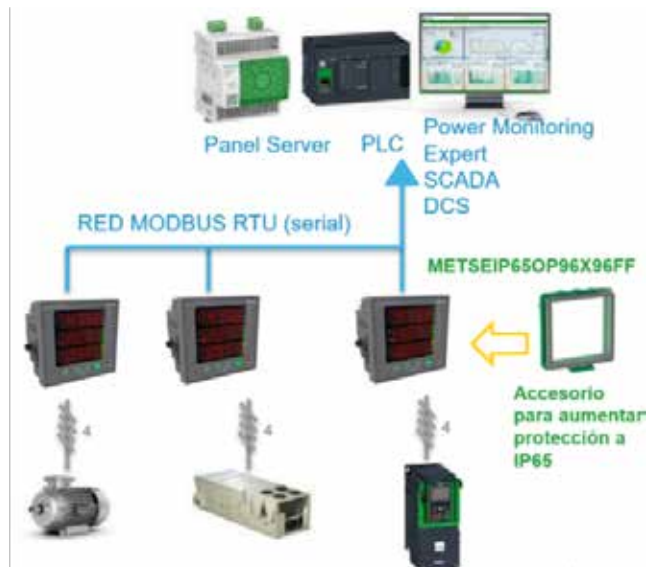 Panel Server
PLC
Power Monitoring
Expert
SCADA
DCS
RED MODBUS RTU (serial)
METSEIP65OP96X96FF
Accesorio
para aumentar
protección a
IP65
4
4
4